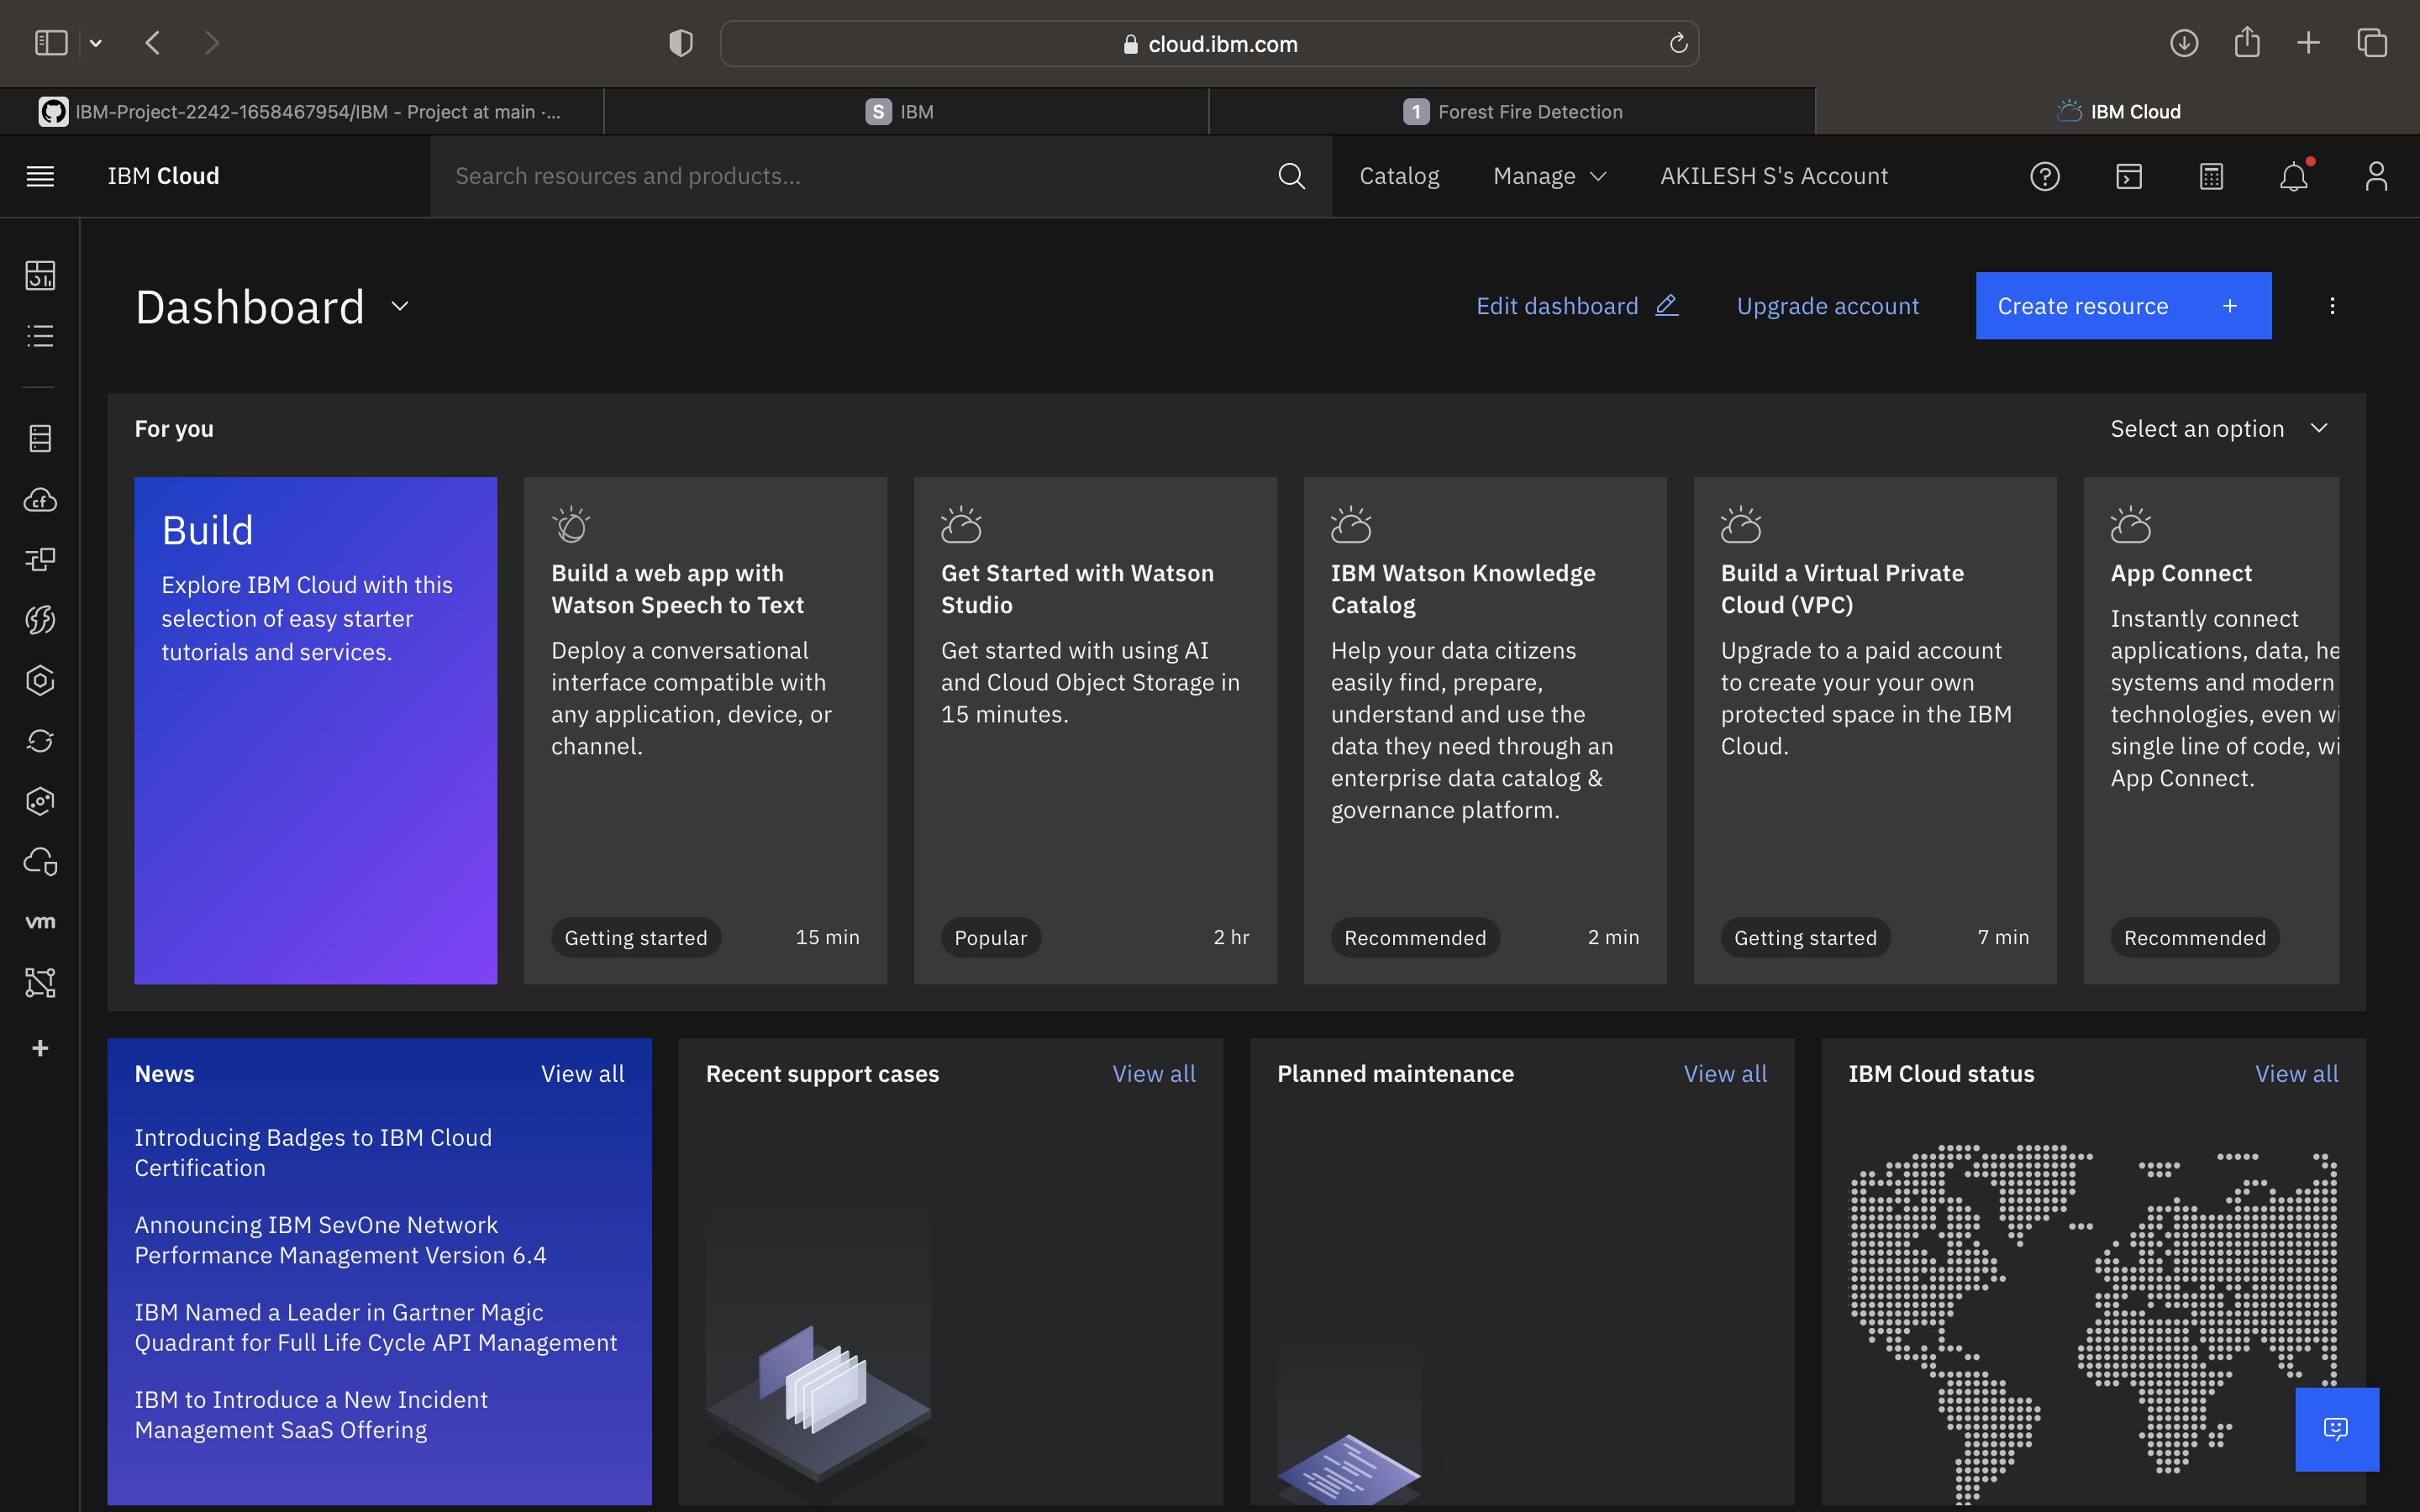 cloud.ibm.com
IBM-Project-2242-1658467954/IBM - Project at main ·...
S IBM
1 Forest Fire Detection
IBM Cloud
IBM Cloud
Search resources and products...
Catalog
Manage
AKILESH S's Account
Dashboard
Edit dashboard
Upgrade account
Create resource +
For you
Select an option
Build
Explore IBM Cloud with this
selection of easy starter
tutorials and services.
Build a web app with
Watson Speech to Text
Deploy a conversational
interface compatible with
any application, device, or
channel.
Getting started
15 min
Get Started with Watson
Studio
Get started with using AI
and Cloud Object Storage in
15 minutes.
Popular
2 hr
IBM Watson Knowledge
Catalog
Help your data citizens
easily find, prepare,
understand and use the
data they need through an
enterprise data catalog &
governance platform.
Recommended
2 min
Build a Virtual Private
Cloud (VPC)
Upgrade to a paid account
to create your your own
protected space in the IBM
Cloud.
Getting started
7 min
App Connect
Instantly connect
applications, data, he
systems and modern
technologies, even wi
single line of code, wi
App Connect.
Recommended
cf
vm
News
View all
Introducing Badges to IBM Cloud
Certification
Announcing IBM SevOne Network
Performance Management Version 6.4
IBM Named a Leader in Gartner Magic
Quadrant for Full Life Cycle API Management
IBM to Introduce a New Incident
Management SaaS Offering
Recent support cases
View all
Planned maintenance
View all
IBM Cloud status
View all